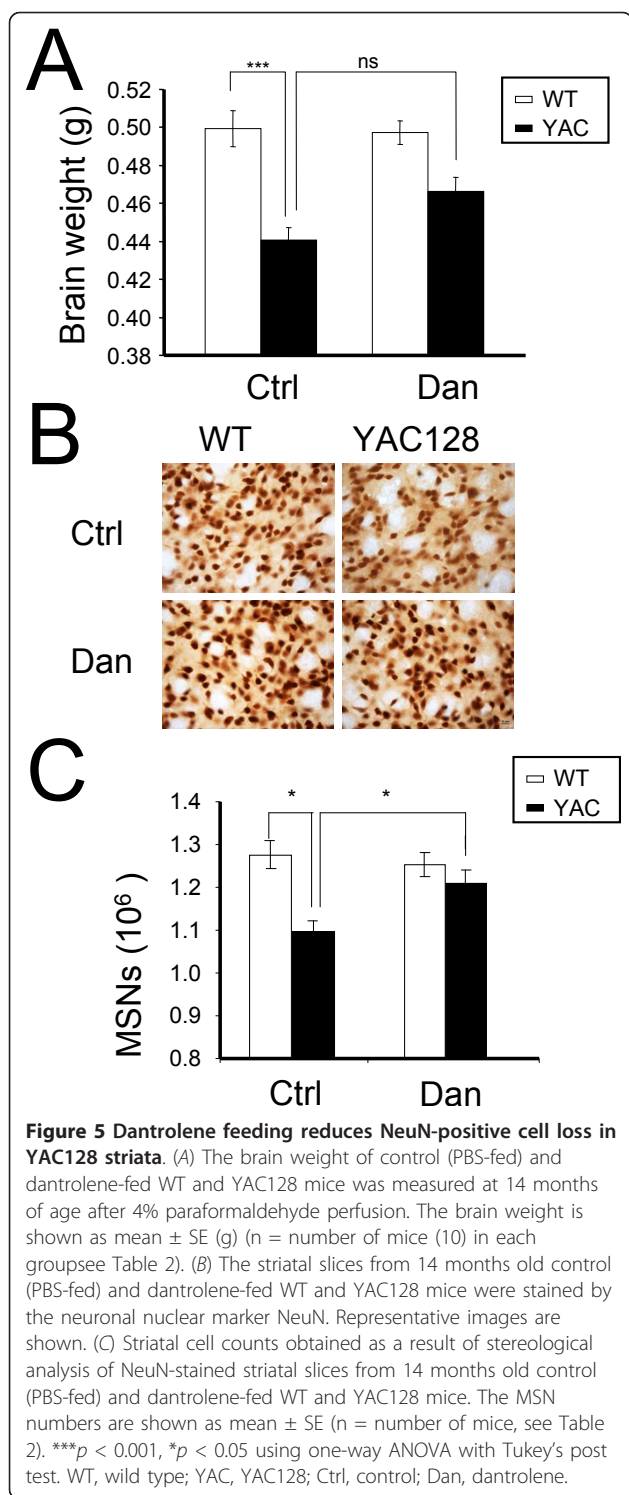 A
*** ns
WT
YAC
Brain weight (g)
0.52
0.50
0.48
0.46
0.44
0.42
0.40
0.38
Ctrl Dan
B
WT YAC128
Ctrl
Dan
C
WT
YAC
* *
MSNs (10⁶)
1.4
1.3
1.2
1.1
1.0
0.9
0.8
Ctrl Dan
Figure 5 Dantrolene feeding reduces NeuN-positive cell loss in
YAC128 striata. (A) The brain weight of control (PBS-fed) and
dantrolene-fed WT and YAC128 mice was measured at 14 months
of age after 4% paraformaldehyde perfusion. The brain weight is
shown as mean ± SE (g) (n = number of mice (10) in each
groupsee Table 2). (B) The striatal slices from 14 months old control
(PBS-fed) and dantrolene-fed WT and YAC128 mice were stained by
the neuronal nuclear marker NeuN. Representative images are
shown. (C) Striatal cell counts obtained as a result of stereological
analysis of NeuN-stained striatal slices from 14 months old control
(PBS-fed) and dantrolene-fed WT and YAC128 mice. The MSN
numbers are shown as mean ± SE (n = number of mice, see Table
2). ***p < 0.001, *p < 0.05 using one-way ANOVA with Tukey's post
test. WT, wild type; YAC, YAC128; Ctrl, control; Dan, dantrolene.